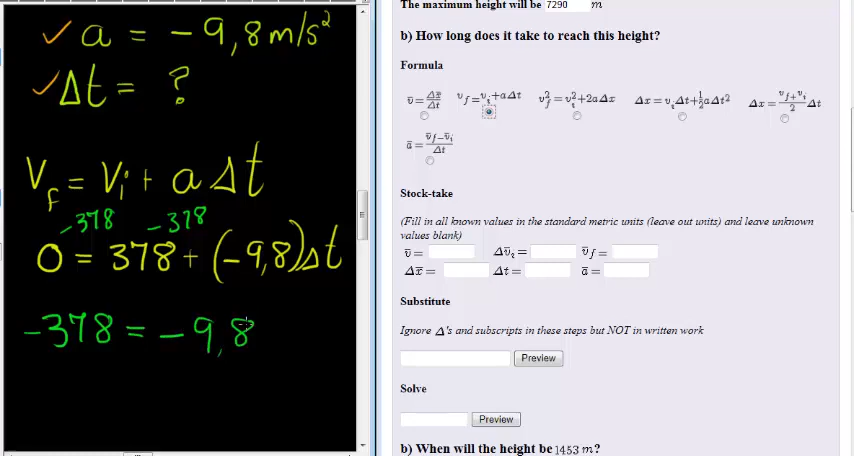 ✓ a = - 9,8 m/s²
✓ Δt = ?
V_f = V_i + a Δt
-378 -378
0 = 378 + (-9,8)Δt
-378 = - 9,8
The maximum height will be 7290 m
b) How long does it take to reach this height?
Formula
v̄ = Δx̄/Δt v_f = v_i + aΔt v_f² = v_i² + 2aΔx Δx = v_iΔt + ½aΔt² Δx = (v_f + v_i)/2 Δt
ā = (v̄_f − v̄_i)/Δt
Stock-take
(Fill in all known values in the standard metric units (leave out units) and leave unknown
values blank)
v̄ = Δv̄_i = v̄_f =
Δx̄ = Δt = ā =
Substitute
Ignore Δ's and subscripts in these steps but NOT in written work
Preview
Solve
Preview
b) When will the height be 1453 m?